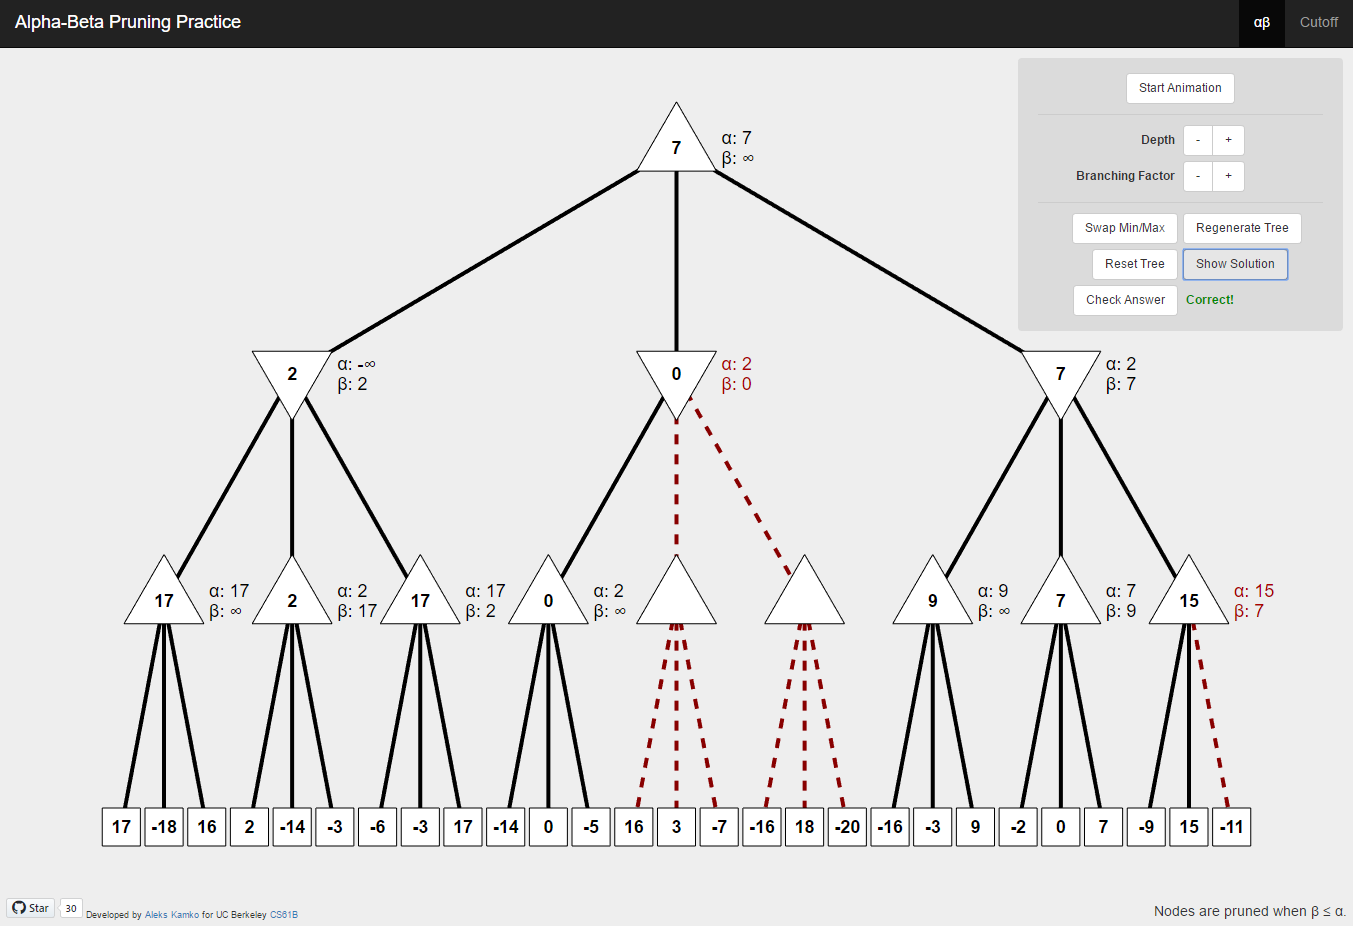 Alpha-Beta Pruning Practice
αβ
Cutoff
Start Animation
Depth - +
Branching Factor - +
Swap Min/Max Regenerate Tree
Reset Tree Show Solution
Check Answer Correct!
7
α: 7
β: ∞
2
α: -∞
β: 2
0
α: 2
β: 0
7
α: 2
β: 7
17
α: 17
β: ∞
2
α: 2
β: 17
17
α: 17
β: 2
0
α: 2
β: ∞
9
α: 9
β: ∞
7
α: 7
β: 9
15
α: 15
β: 7
17 -18 16 2 -14 -3 -6 -3 17 -14 0 -5 16 3 -7 -16 18 -20 -16 -3 9 -2 0 7 -9 15 -11
Star 30 Developed by Aleks Kamko for UC Berkeley CS61B
Nodes are pruned when β ≤ α.